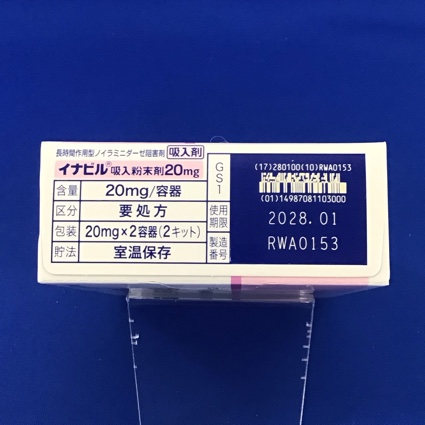 長時間作用型ノイラミニダーゼ阻害剤 吸入剤
イナビル®吸入粉末剤20mg
含量 20mg/容器
区分 要処方
包装 20mg×2容器(2キット)
貯法 室温保存
GS1
使用期限
製造番号
(17)280100(10)RWA0153
(01)14987081103000
2028.01
RWA0153